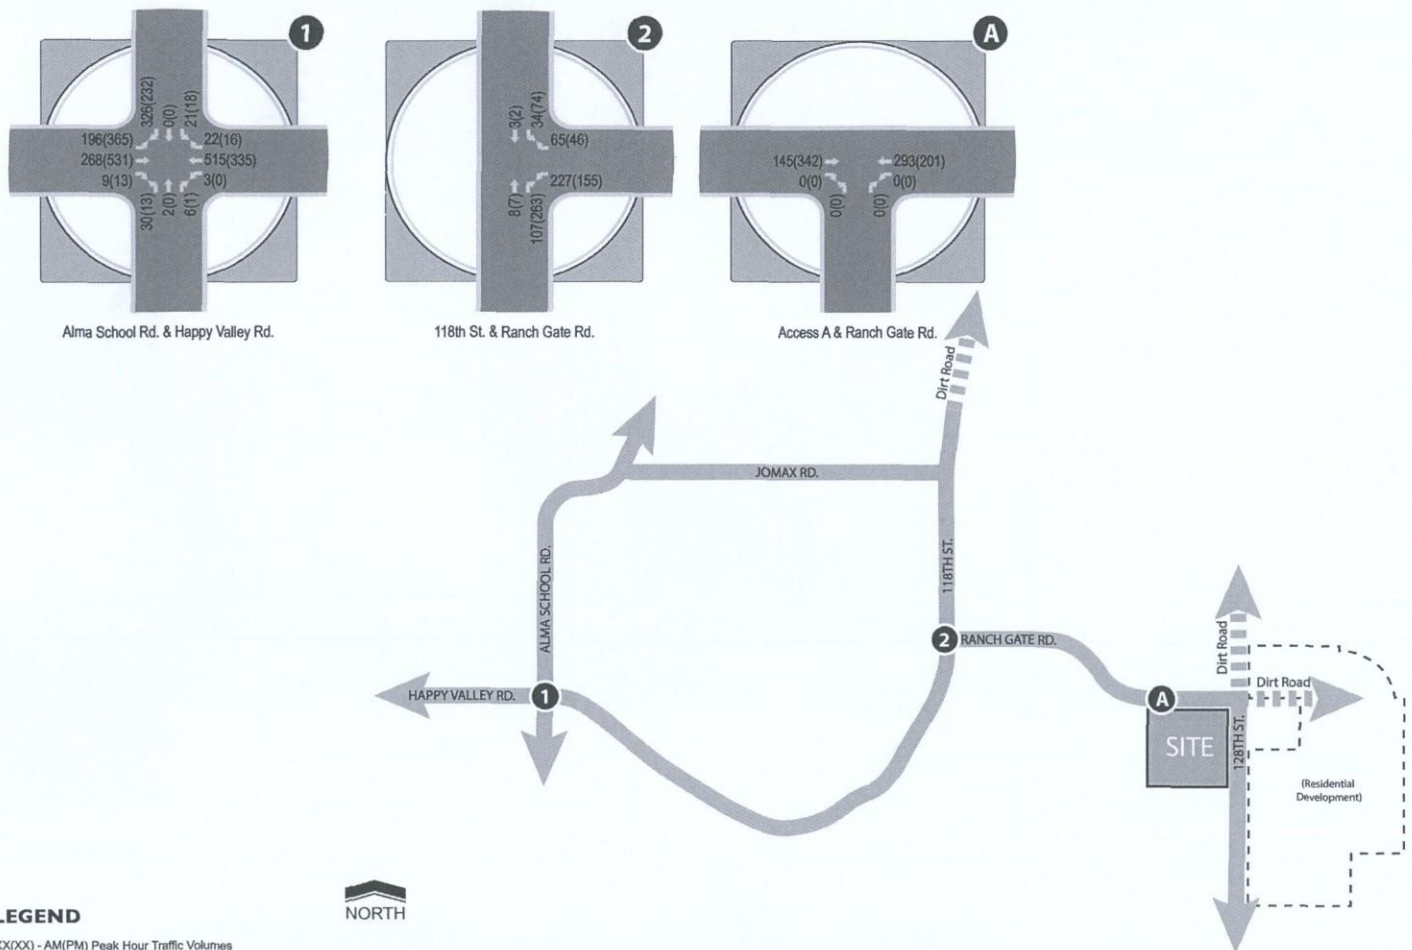 1
326(232)
0(0)
21(18)
196(365)
22(16)
268(531)
515(335)
9(13)
3(0)
30(13)
2(0)
6(1)
Alma School Rd. & Happy Valley Rd.
2
3(2)
34(74)
65(46)
227(155)
8(7)
107(263)
118th St. & Ranch Gate Rd.
A
145(342)
293(201)
0(0)
0(0)
0(0)
0(0)
Access A & Ranch Gate Rd.
Dirt Road
JOMAX RD.
ALMA SCHOOL RD.
118TH ST.
2
RANCH GATE RD.
HAPPY VALLEY RD.
1
Dirt Road
Dirt Road
A
SITE
128TH ST.
(Residential
Development)
NORTH
LEGEND
XX(XX) - AM(PM) Peak Hour Traffic Volumes